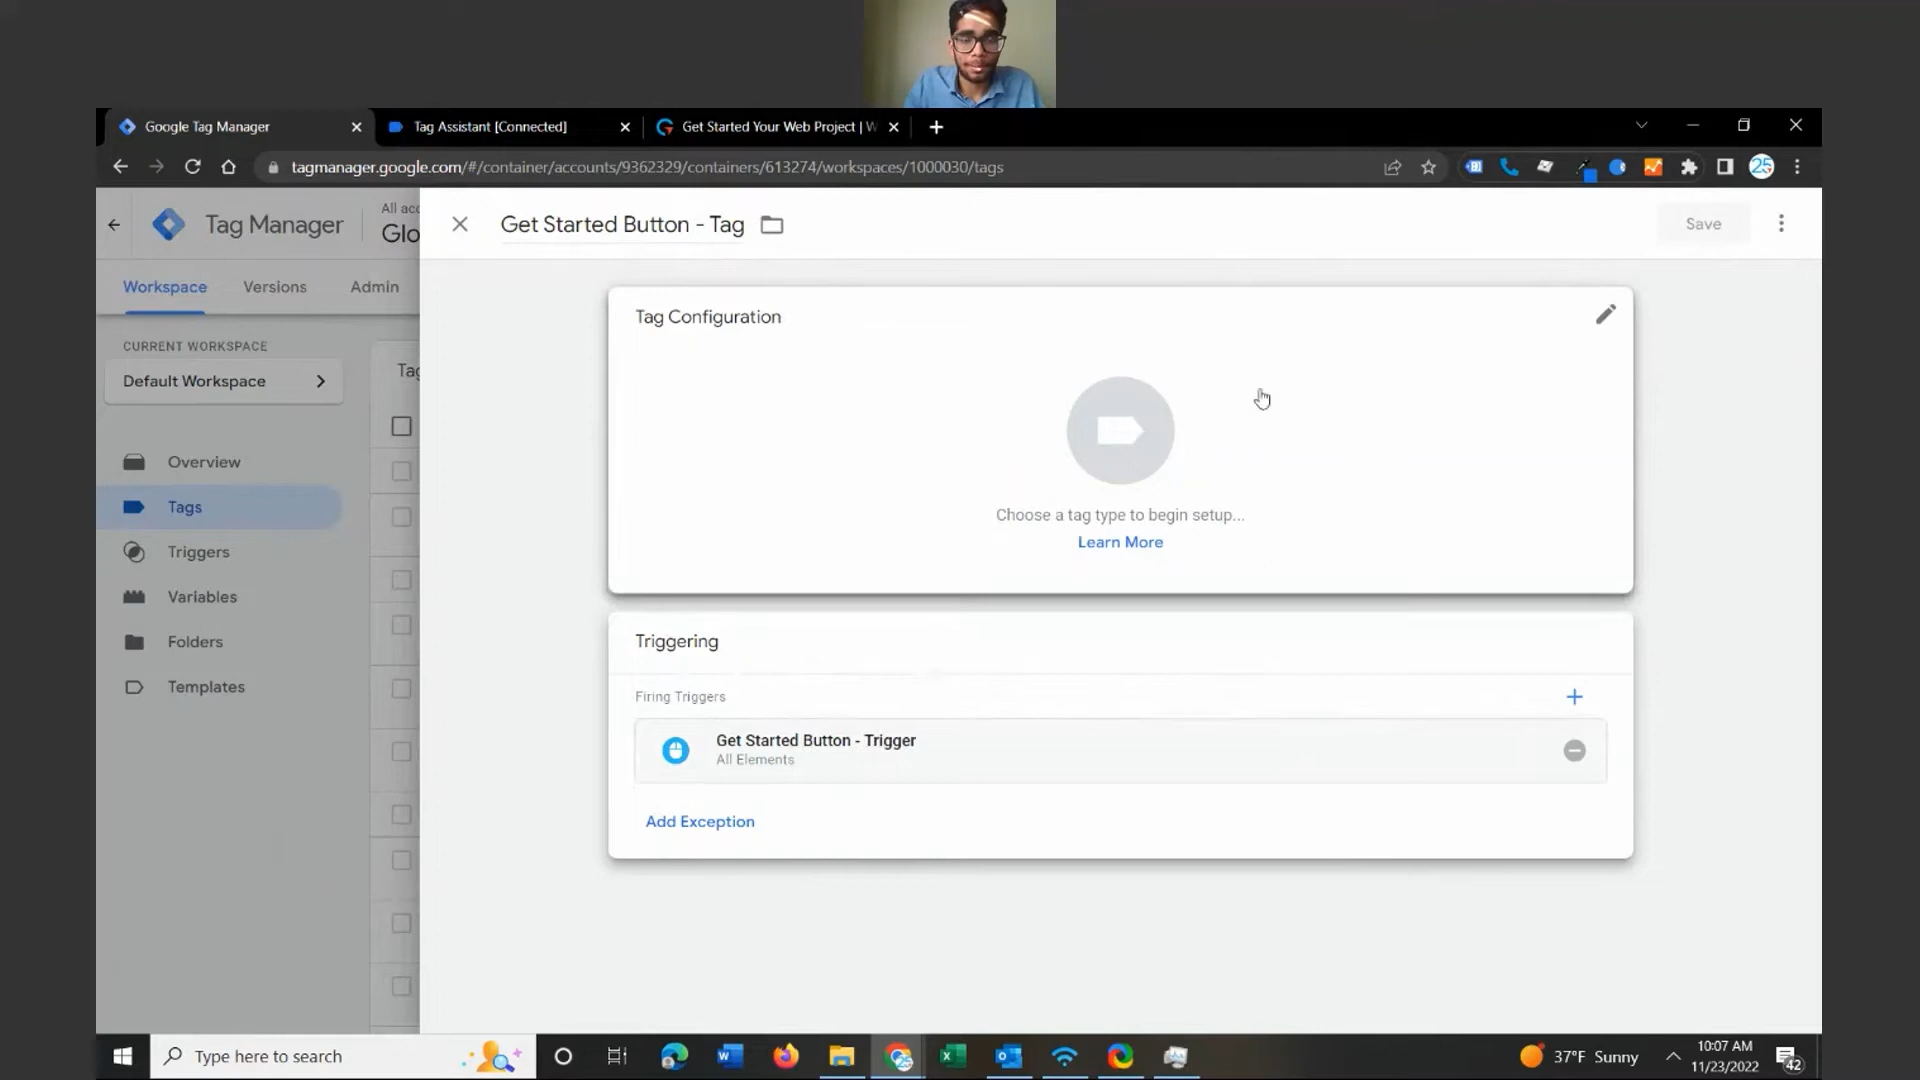 Google Tag Manager
Tag Assistant [Connected]
Get Started Your Web Project | W
tagmanager.google.com/#/container/accounts/9362329/containers/613274/workspaces/1000030/tags
25
Tag Manager
All acc
Glo
Get Started Button - Tag
Save
Workspace
Versions
Admin
Tag Configuration
CURRENT WORKSPACE
Default Workspace
Tag
Overview
Tags
Triggers
Variables
Folders
Templates
Choose a tag type to begin setup...
Learn More
Triggering
Firing Triggers
Get Started Button - Trigger
All Elements
Add Exception
Type here to search
37°F Sunny
10:07 AM
11/23/2022
42